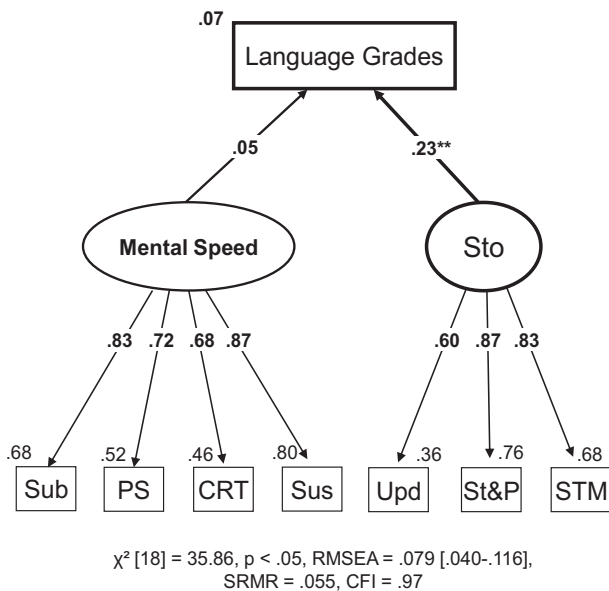 .07
Language Grades
.05 .23**
Mental Speed Sto
.83 .72 .68 .87 .60 .87 .83
.68 .52 .46 .80 .36 .76 .68
Sub PS CRT Sus Upd St&P STM
χ² [18] = 35.86, p < .05, RMSEA = .079 [.040-.116],
SRMR = .055, CFI = .97